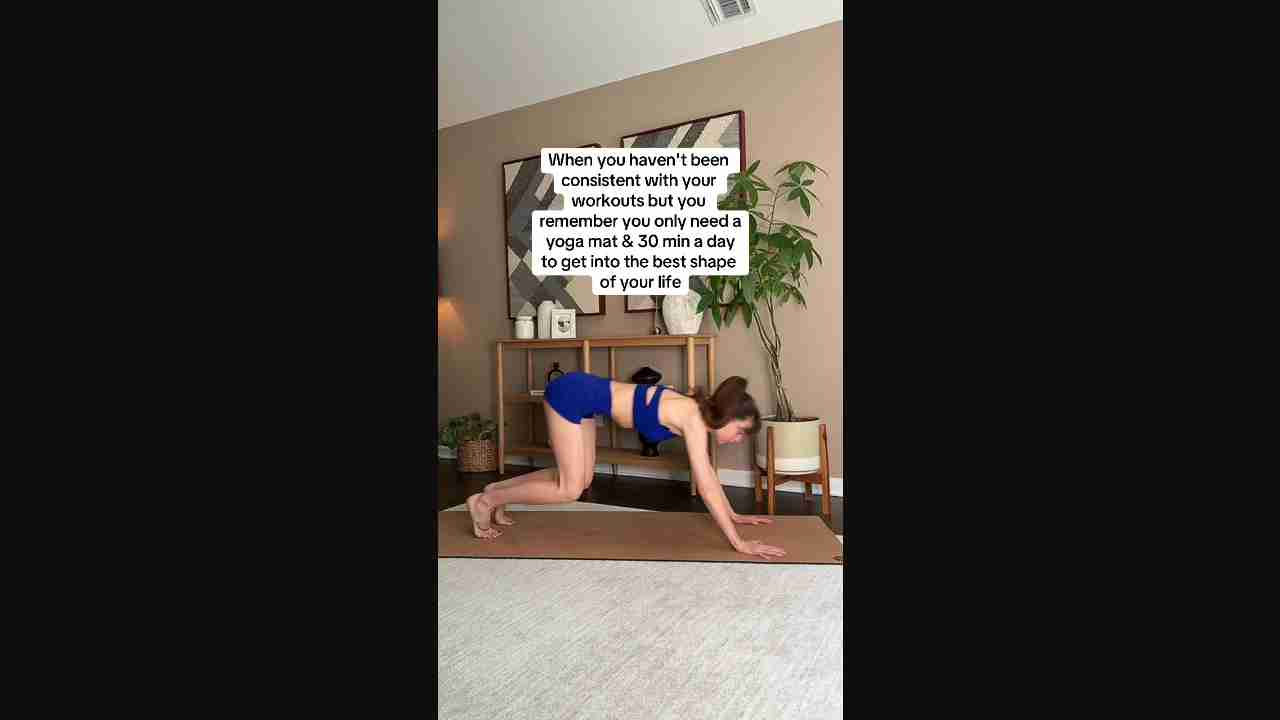 When you haven't been
consistent with your
workouts but you
remember you only need a
yoga mat & 30 min a day
to get into the best shape
of your life